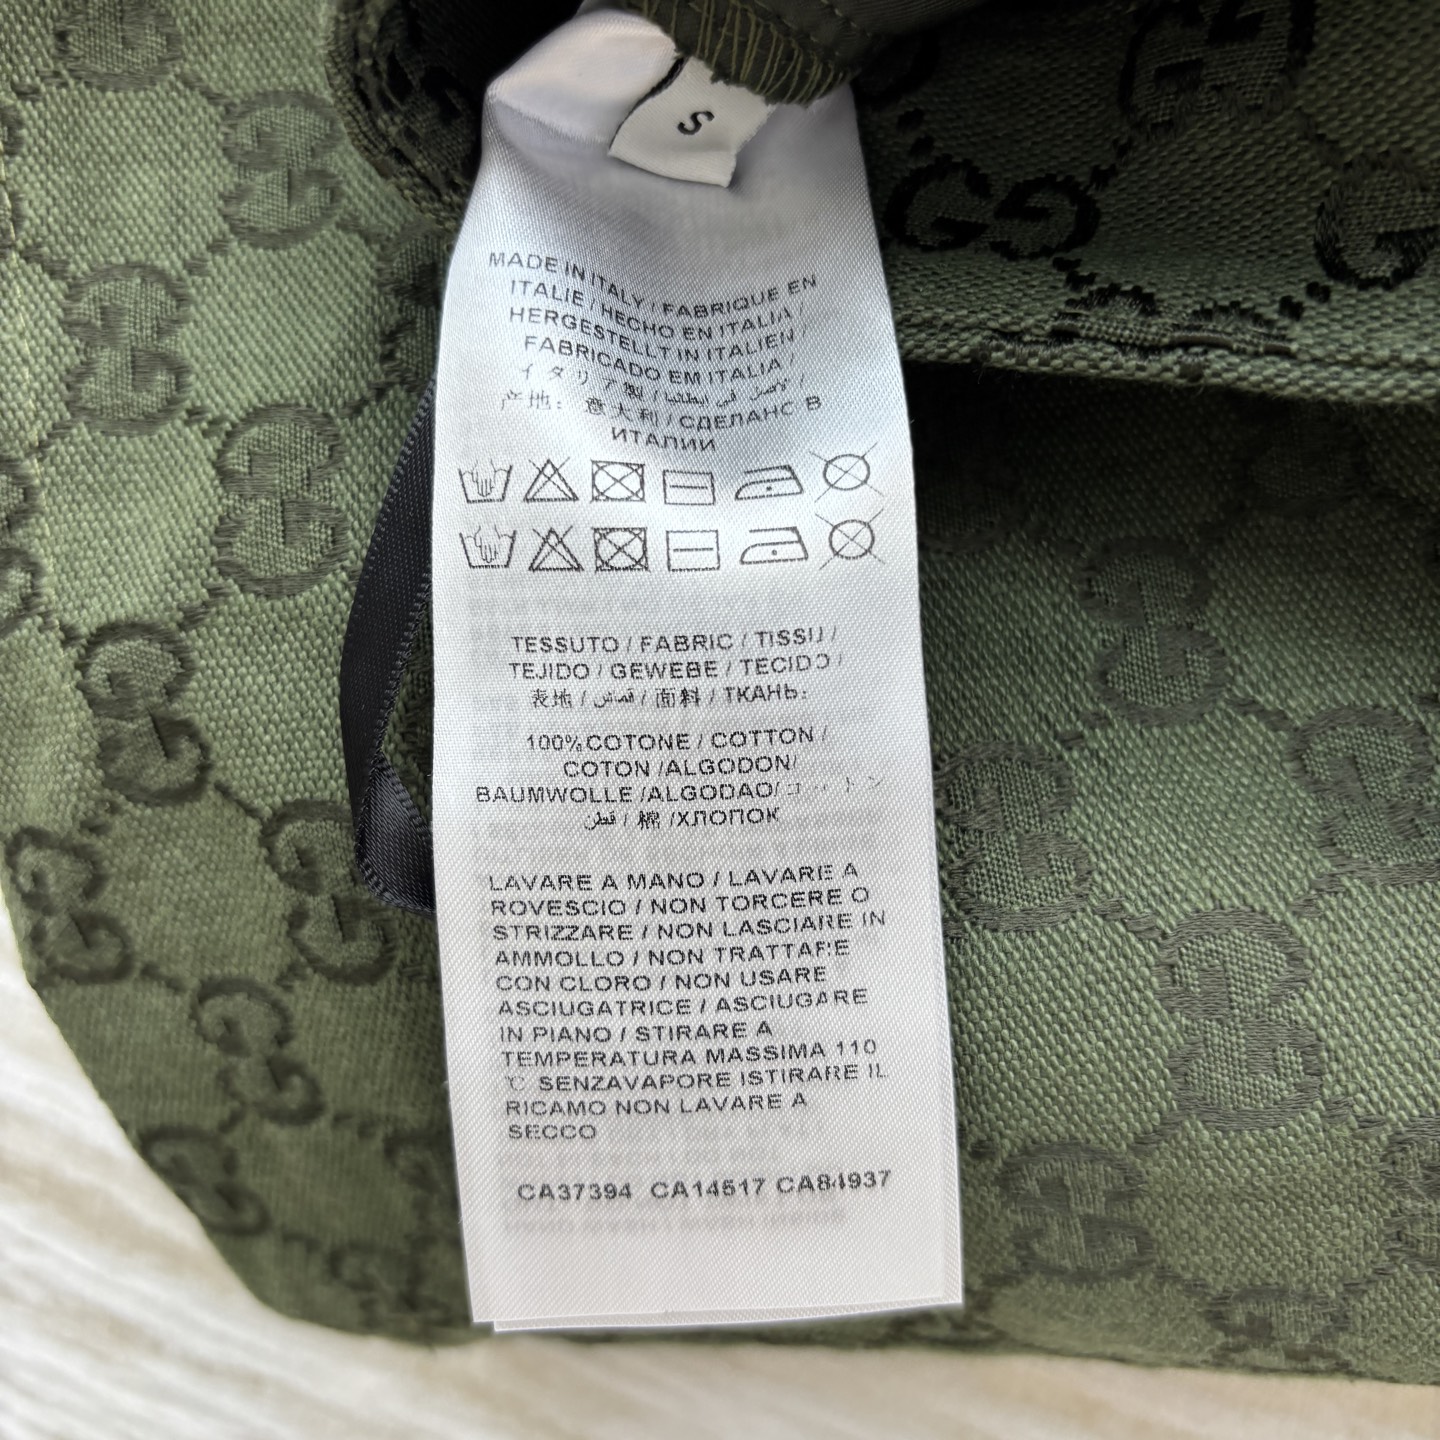 S
MADE IN ITALY / FABRIQUE EN
ITALIE / HECHO EN ITALIA /
HERGESTELLT IN ITALIEN /
FABRICADO EM ITALIA /
イタリア製 /
产地: 意大利 / СДЕЛАНС В
ИТАЛИИ
TESSUTO / FABRIC / TISSU /
TEJIDO / GEWEBE / TECIDO /
表地 / قماش / 面料 / ТКАНЬ:
100%COTONE / COTTON /
COTON /ALGODON/
BAUMWOLLE /ALGODAO/
قطن / 棉 /ХЛОПОК
LAVARE A MANO / LAVARE A
ROVESCIO / NON TORCERE O
STRIZZARE / NON LASCIARE IN
AMMOLLO / NON TRATTARE
CON CLORO / NON USARE
ASCIUGATRICE / ASCIUGARE
IN PIANO / STIRARE A
TEMPERATURA MASSIMA 110
℃ SENZAVAPORE ISTIRARE IL
RICAMO NON LAVARE A
SECCO
CA37394 CA14517 CA84937